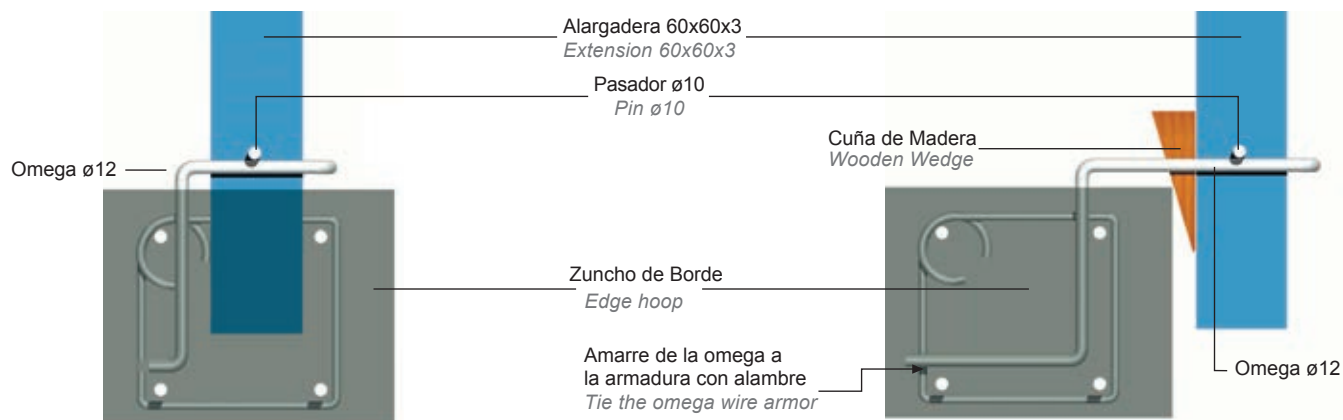 Alargadera 60x60x3
Extension 60x60x3
Pasador ø10
Pin ø10
Omega ø12
Cuña de Madera
Wooden Wedge
Zuncho de Borde
Edge hoop
Amarre de la omega a
la armadura con alambre
Tie the omega wire armor
Omega ø12